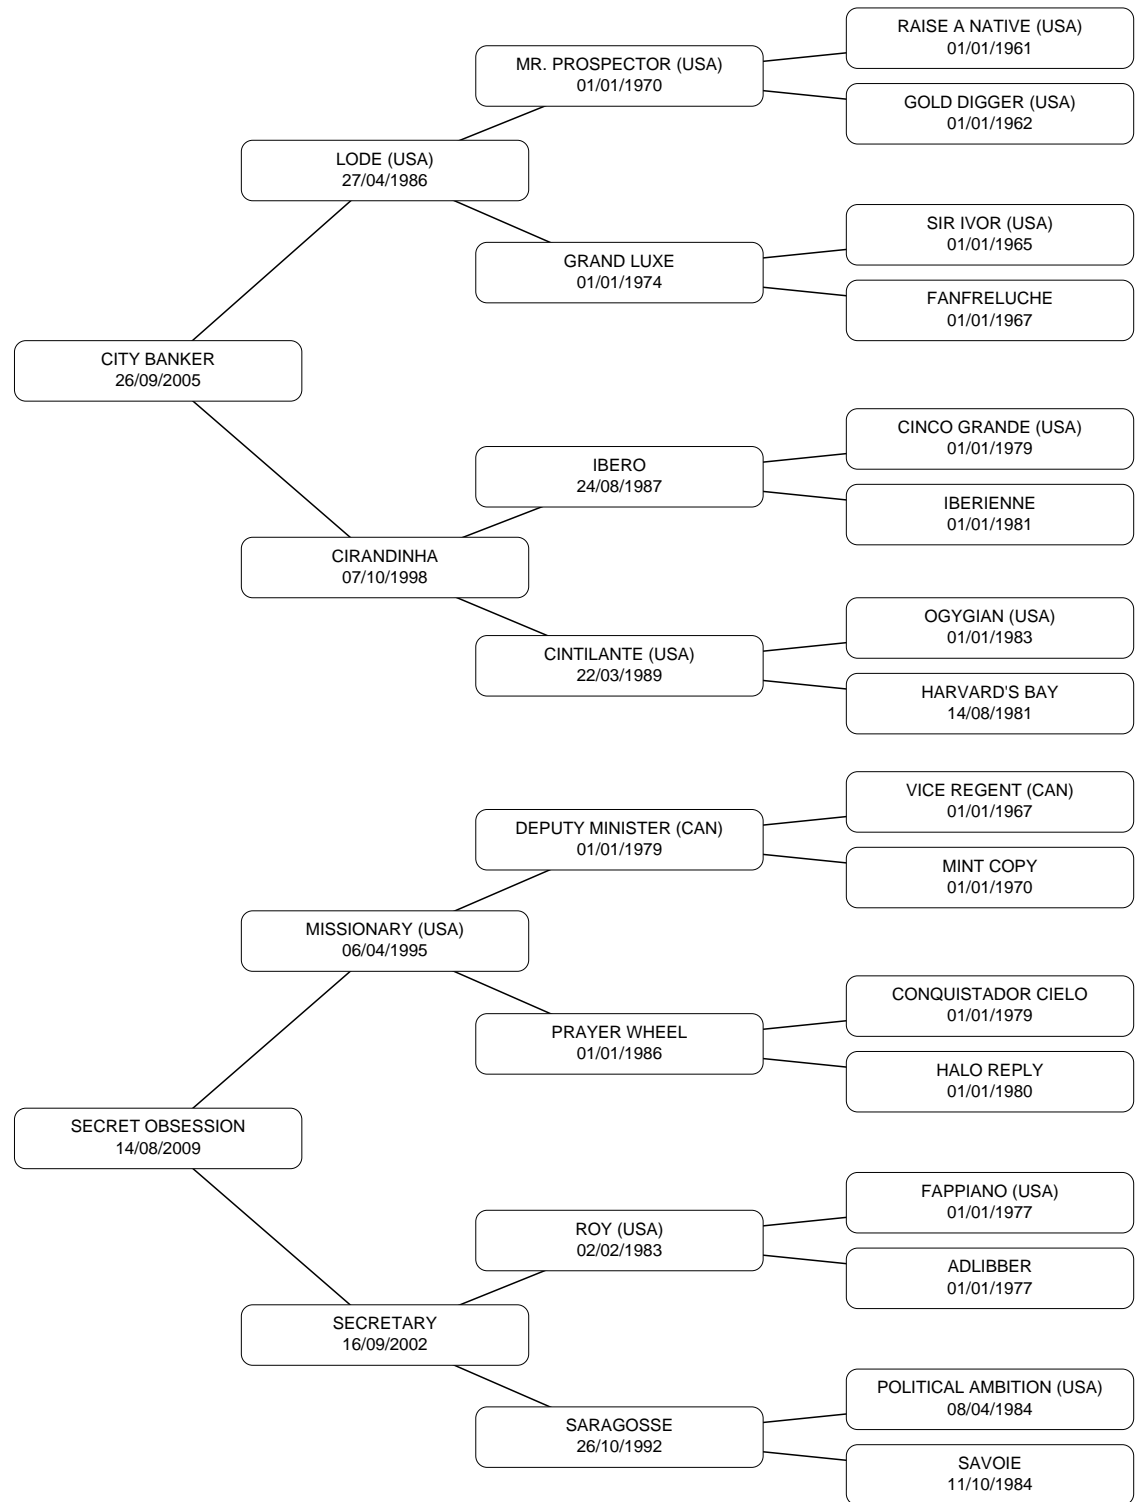 RAISE A NATIVE (USA)
01/01/1961
MR. PROSPECTOR (USA)
01/01/1970
GOLD DIGGER (USA)
01/01/1962
LODE (USA)
27/04/1986
SIR IVOR (USA)
01/01/1965
GRAND LUXE
01/01/1974
FANFRELUCHE
01/01/1967
CITY BANKER
26/09/2005
CINCO GRANDE (USA)
01/01/1979
IBERO
24/08/1987
IBERIENNE
01/01/1981
CIRANDINHA
07/10/1998
OGYGIAN (USA)
01/01/1983
CINTILANTE (USA)
22/03/1989
HARVARD'S BAY
14/08/1981
VICE REGENT (CAN)
01/01/1967
DEPUTY MINISTER (CAN)
01/01/1979
MINT COPY
01/01/1970
MISSIONARY (USA)
06/04/1995
CONQUISTADOR CIELO
01/01/1979
PRAYER WHEEL
01/01/1986
HALO REPLY
01/01/1980
SECRET OBSESSION
14/08/2009
FAPPIANO (USA)
01/01/1977
ROY (USA)
02/02/1983
ADLIBBER
01/01/1977
SECRETARY
16/09/2002
POLITICAL AMBITION (USA)
08/04/1984
SARAGOSSE
26/10/1992
SAVOIE
11/10/1984